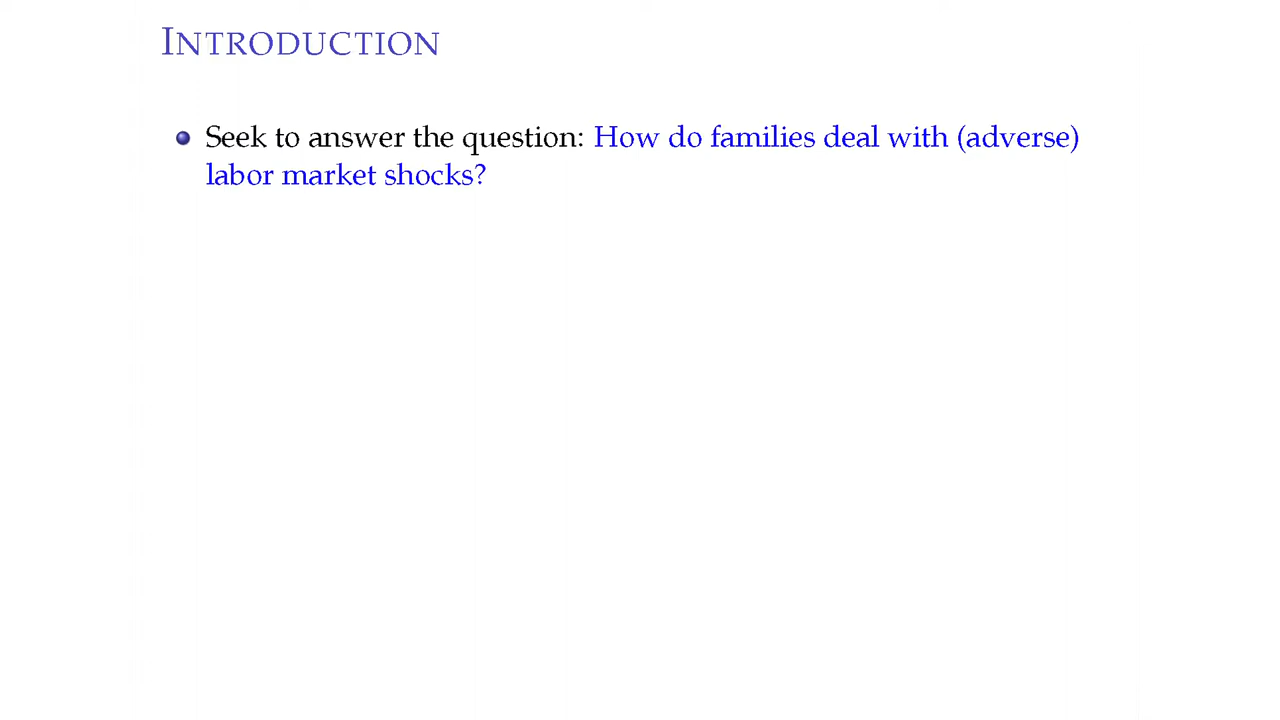 INTRODUCTION
Seek to answer the question: How do families deal with (adverse)
labor market shocks?